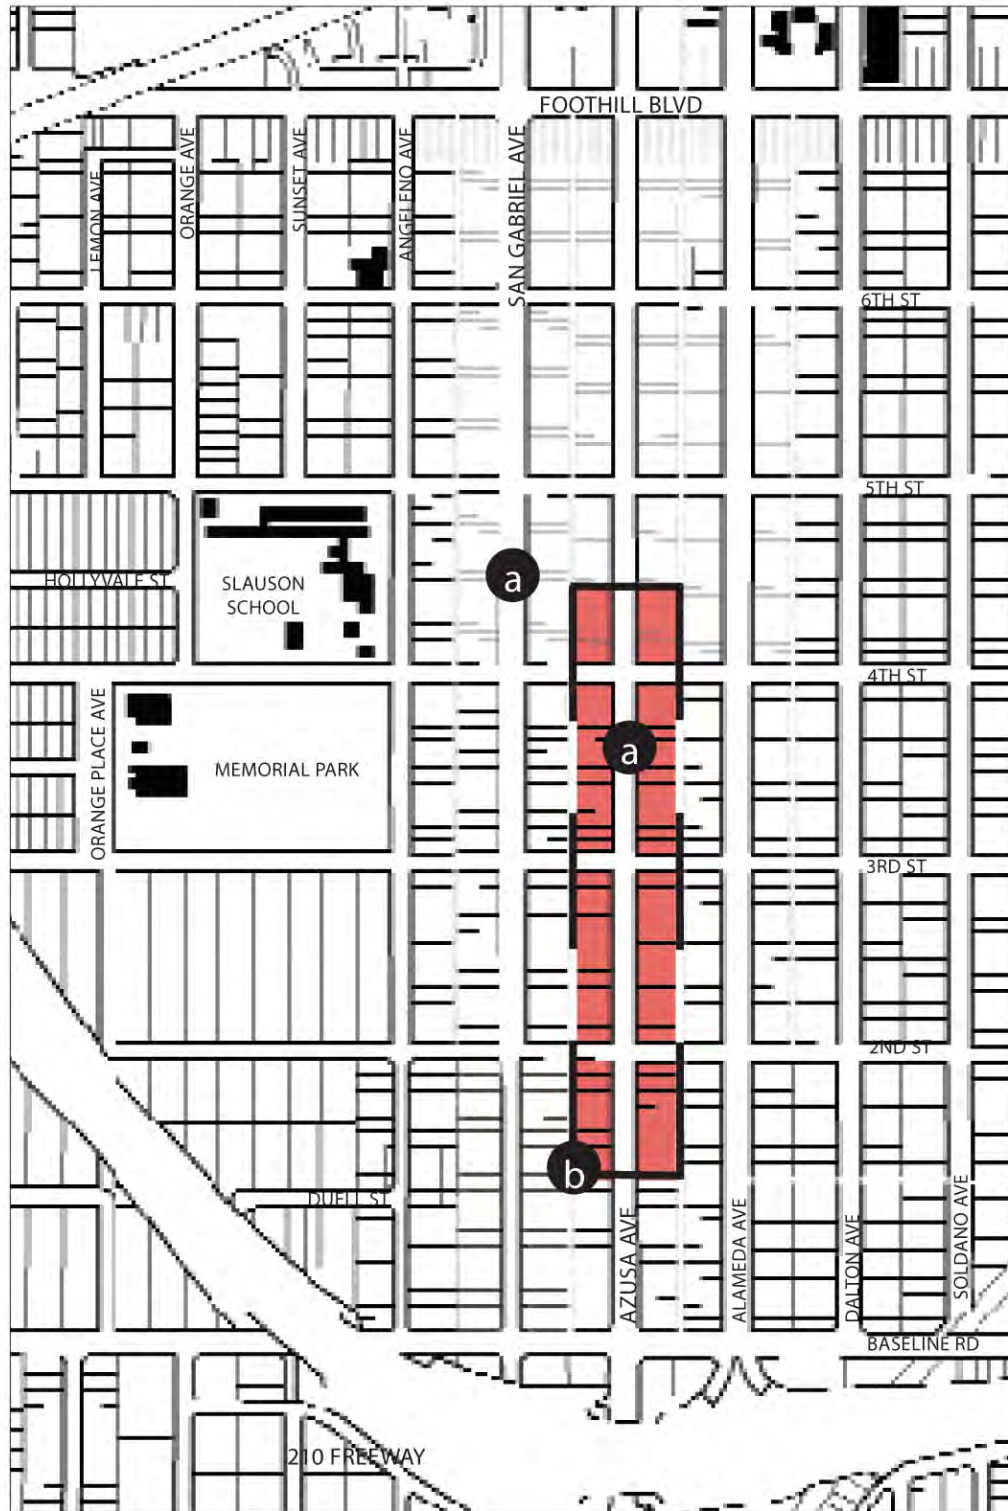 FOOTHILL BLVD
LEMON AVE
ORANGE AVE
SUNSET AVE
ANGELENO AVE
SAN GABRIEL AVE
6TH ST
5TH ST
HOLLYVALE ST
SLAUSON
SCHOOL
a
4TH ST
ORANGE PLACE AVE
MEMORIAL PARK
a
3RD ST
2ND ST
b
DUELL ST
AZUSA AVE
ALAMEDA AVE
DALTON AVE
SOLDANO AVE
BASELINE RD
210 FREEWAY